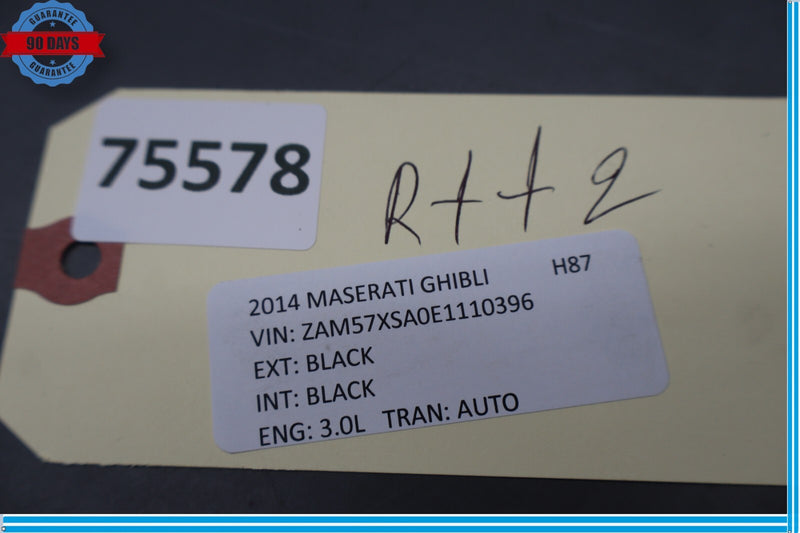 GUARANTEE
90 DAYS
GUARANTEE
75578
R++2
2014 MASERATI GHIBLI H87
VIN: ZAM57XSA0E1110396
EXT: BLACK
INT: BLACK
ENG: 3.0L TRAN: AUTO